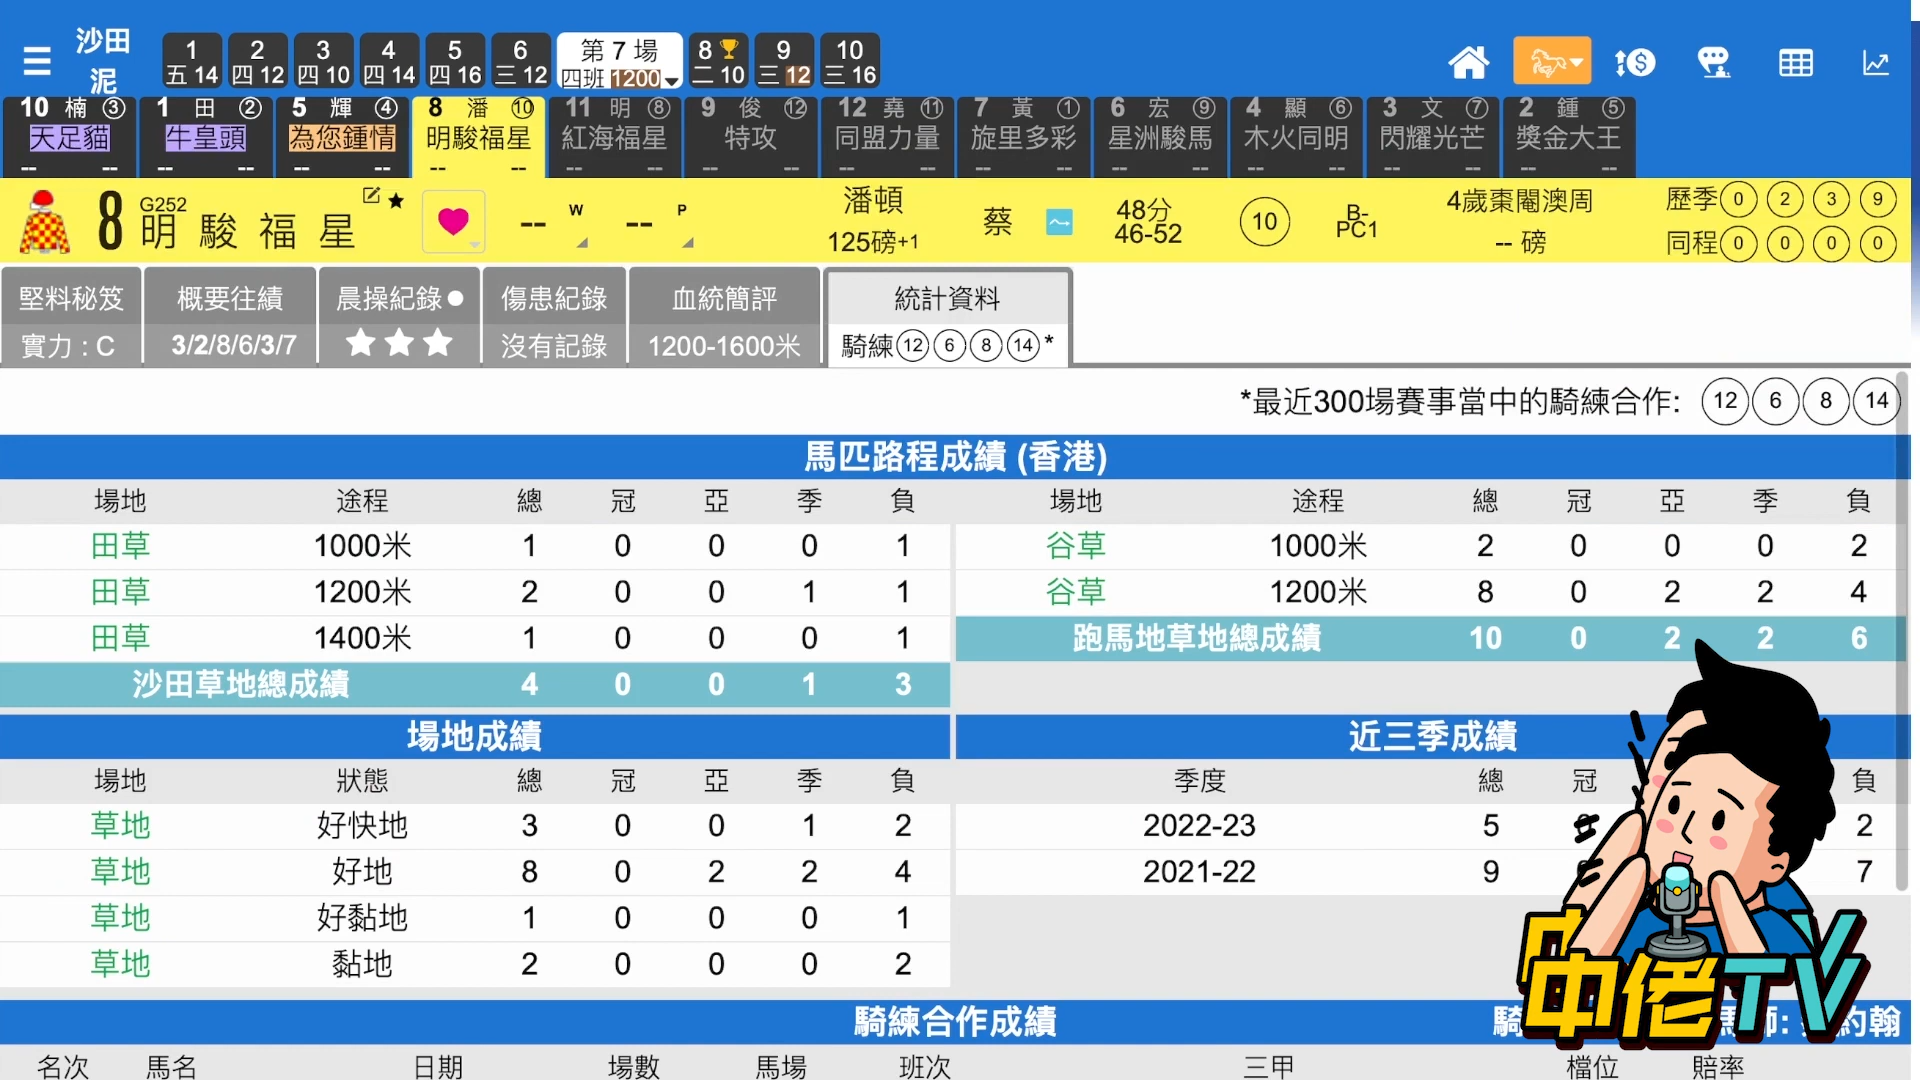 沙田
泥
1
五 14
2
四 12
3
四 10
4
四 14
5
四 16
6
三 12
第 7 場
四班 1200
8
二 10
9
三 12
10
三 16
10 楠 ③
天足貓
-- --
1 田 ②
牛皇頭
-- --
5 輝 ④
為您鍾情
-- --
8 潘 ⑩
明駿福星
-- --
11 明 ⑧
紅海福星
-- --
9 俊 ⑫
特攻
-- --
12 堯 ⑪
同盟力量
-- --
7 黃 ①
旋里多彩
-- --
6 宏 ⑨
星洲駿馬
-- --
4 顯 ⑥
木火同明
-- --
3 文 ⑦
閃耀光芒
-- --
2 鍾 ⑤
獎金大王
-- --
8 G252
明駿福星
-- W -- P
潘頓
125磅+1
蔡
48分
46-52
10
B-
PC1
4歲棗閹澳周
-- 磅
歷季 0 2 3 9
同程 0 0 0 0
堅料秘笈
實力 : C
概要往績
3/2/8/6/3/7
晨操紀錄●
★★★
傷患紀錄
沒有記錄
血統簡評
1200-1600米
統計資料
騎練 12 6 8 14 *
*最近300場賽事當中的騎練合作: 12 6 8 14
馬匹路程成績 (香港)
場地 途程 總 冠 亞 季 負
田草 1000米 1 0 0 0 1
田草 1200米 2 0 0 1 1
田草 1400米 1 0 0 0 1
沙田草地總成績 4 0 0 1 3
場地 途程 總 冠 亞 季 負
谷草 1000米 2 0 0 0 2
谷草 1200米 8 0 2 2 4
跑馬地草地總成績 10 0 2 2 6
場地成績
場地 狀態 總 冠 亞 季 負
草地 好快地 3 0 0 1 2
草地 好地 8 0 2 2 4
草地 好黏地 1 0 0 0 1
草地 黏地 2 0 0 0 2
近三季成績
季度 總 冠 負
2022-23 5 2
2021-22 9 7
騎練合作成績
騎 師: 約翰
名次 馬名 日期 場數 馬場 班次 三甲 檔位 賠率
中佬TV